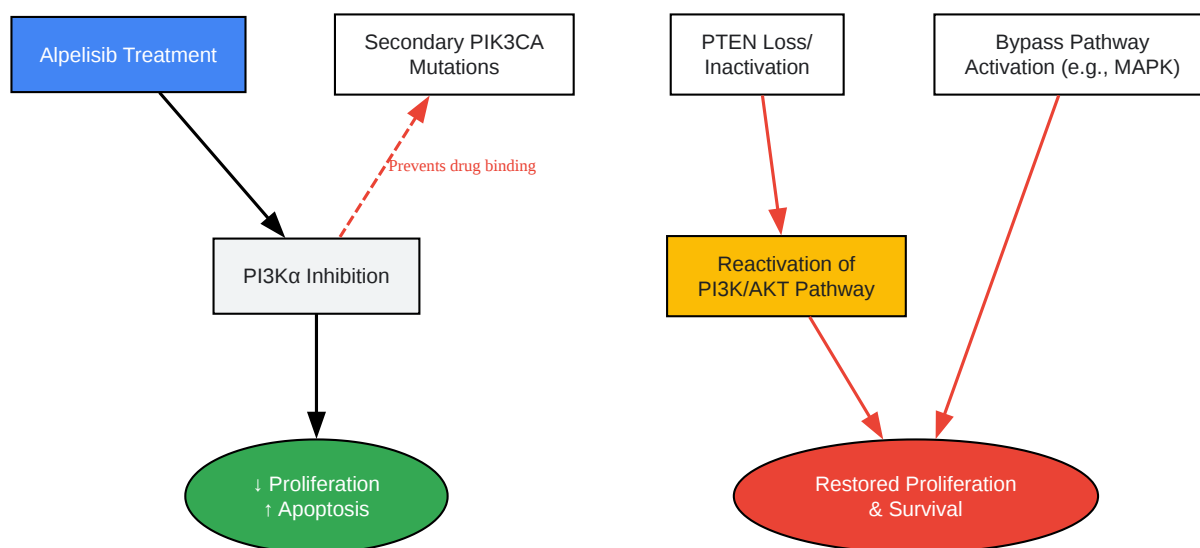 Alpelisib Treatment
Secondary PIK3CA
Mutations
PTEN Loss/
Inactivation
Bypass Pathway
Activation (e.g., MAPK)
Prevents drug binding
PI3Kα Inhibition
Reactivation of
PI3K/AKT Pathway
↓ Proliferation
↑ Apoptosis
Restored Proliferation
& Survival